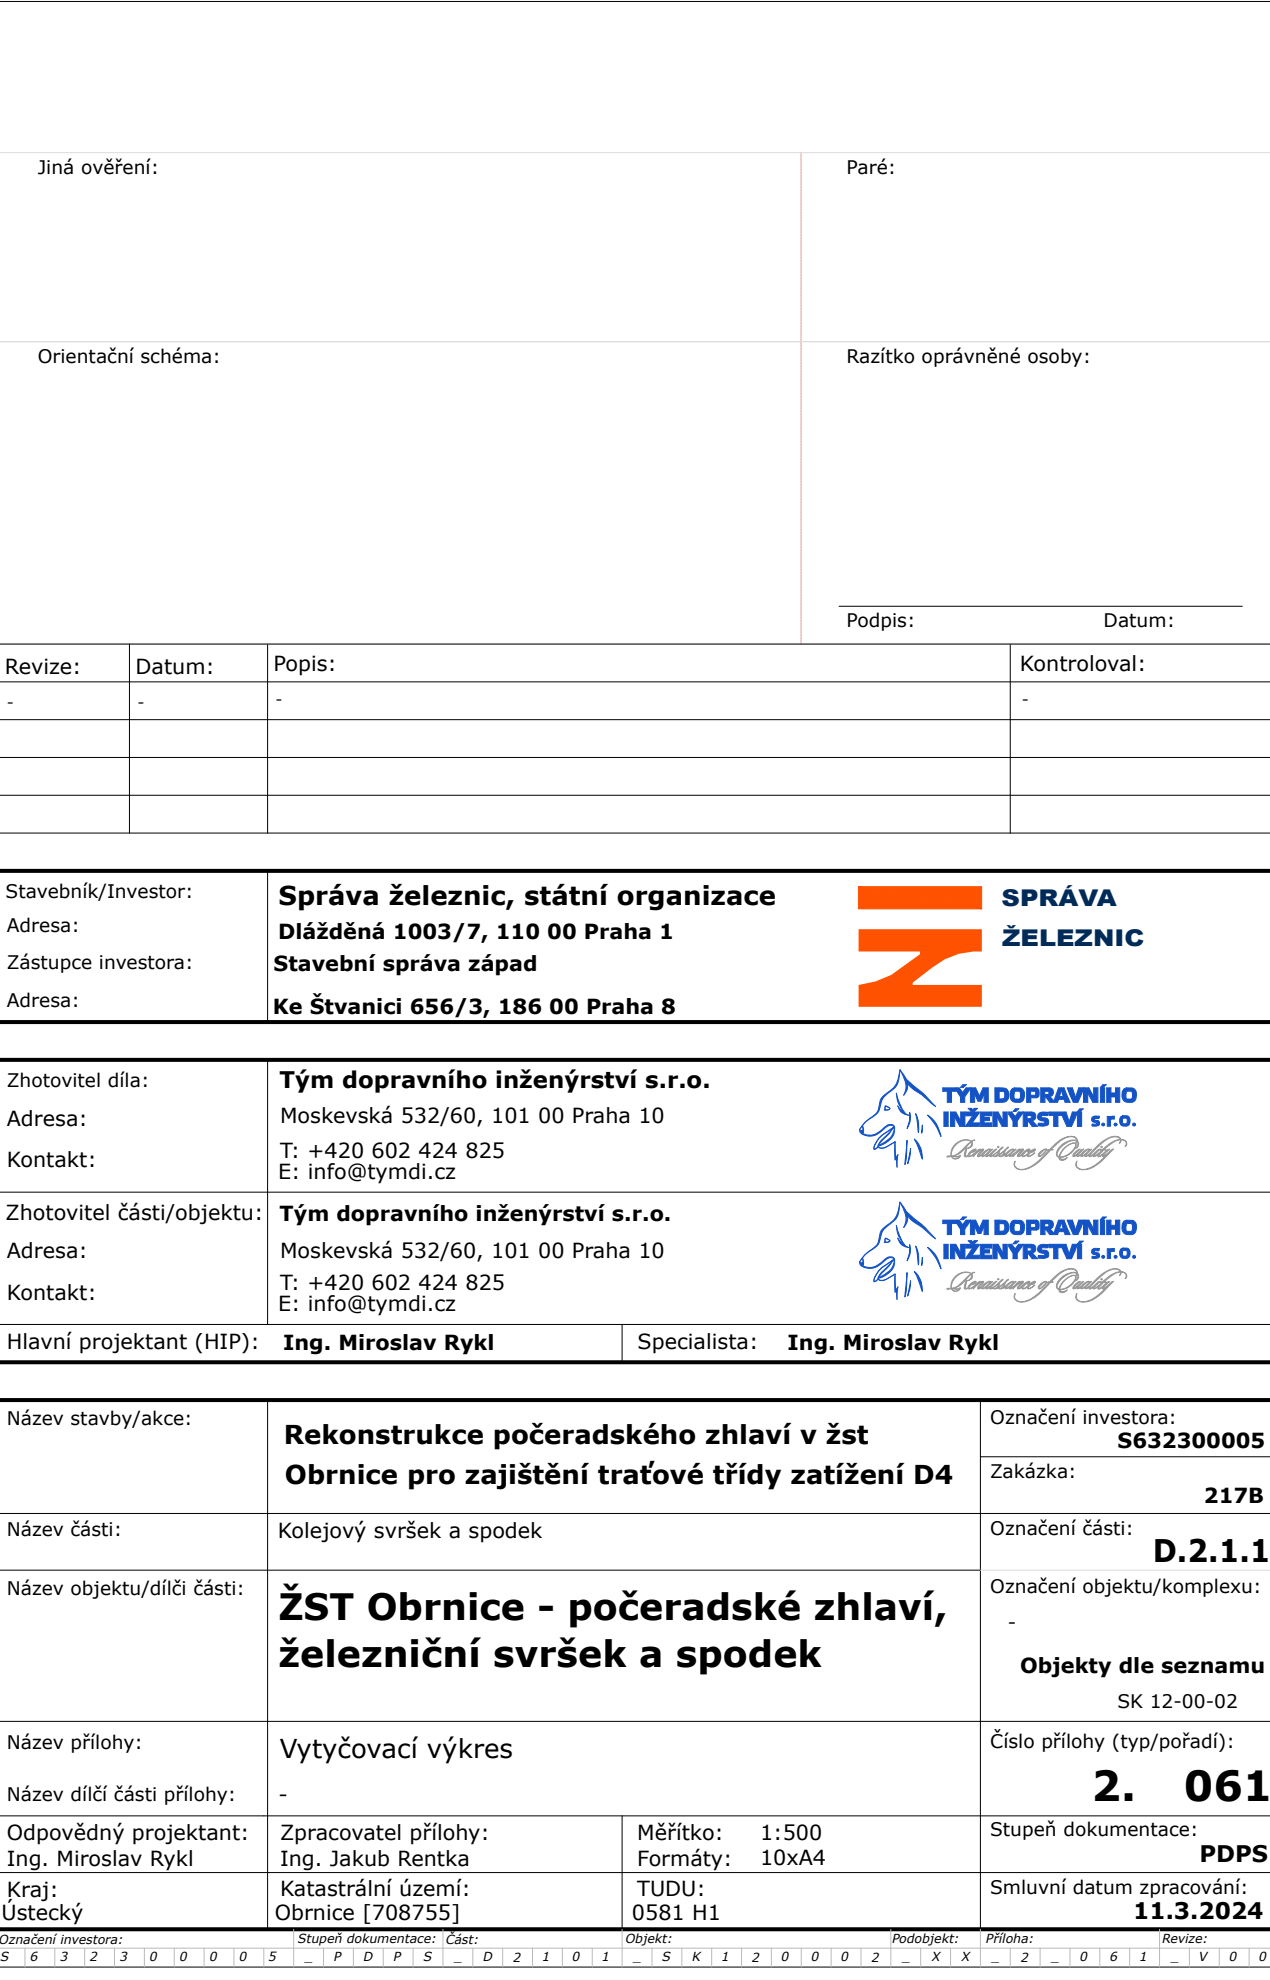 Jiná ověření:
Paré:
Orientační schéma:
Razítko oprávněné osoby:
Podpis: Datum:
Revize: Datum: Popis: Kontroloval:
- - - -
Stavebník/Investor: Správa železnic, státní organizace
Adresa: Dlážděná 1003/7, 110 00 Praha 1
Zástupce investora: Stavební správa západ
Adresa: Ke Štvanici 656/3, 186 00 Praha 8
SPRÁVA
ŽELEZNIC
Zhotovitel díla: Tým dopravního inženýrství s.r.o.
Adresa: Moskevská 532/60, 101 00 Praha 10
Kontakt: T: +420 602 424 825
E: info@tymdi.cz
TÝM DOPRAVNÍHO
INŽENÝRSTVÍ s.r.o.
Renaissance of Quality
Zhotovitel části/objektu: Tým dopravního inženýrství s.r.o.
Adresa: Moskevská 532/60, 101 00 Praha 10
Kontakt: T: +420 602 424 825
E: info@tymdi.cz
TÝM DOPRAVNÍHO
INŽENÝRSTVÍ s.r.o.
Renaissance of Quality
Hlavní projektant (HIP): Ing. Miroslav Rykl Specialista: Ing. Miroslav Rykl
Název stavby/akce: Rekonstrukce počeradského zhlaví v žst
Obrnice pro zajištění traťové třídy zatížení D4
Označení investora:
S632300005
Zakázka:
217B
Název části: Kolejový svršek a spodek
Označení části:
D.2.1.1
Název objektu/dílči části: ŽST Obrnice - počeradské zhlaví,
železniční svršek a spodek
Označení objektu/komplexu:
-
Objekty dle seznamu
SK 12-00-02
Název přílohy: Vytyčovací výkres
Název dílčí části přílohy: -
Číslo přílohy (typ/pořadí):
2. 061
Odpovědný projektant: Zpracovatel přílohy: Měřítko: 1:500 Stupeň dokumentace:
Ing. Miroslav Rykl Ing. Jakub Rentka Formáty: 10xA4 PDPS
Kraj: Katastrální území: TUDU: Smluvní datum zpracování:
Ústecký Obrnice [708755] 0581 H1 11.3.2024
Označení investora: Stupeň dokumentace: Část: Objekt: Podobjekt: Příloha: Revize:
S 6 3 2 3 0 0 0 0 5 _ P D P S _ D 2 1 0 1 _ S K 1 2 0 0 0 2 _ X X _ 2 _ 0 6 1 _ V 0 0